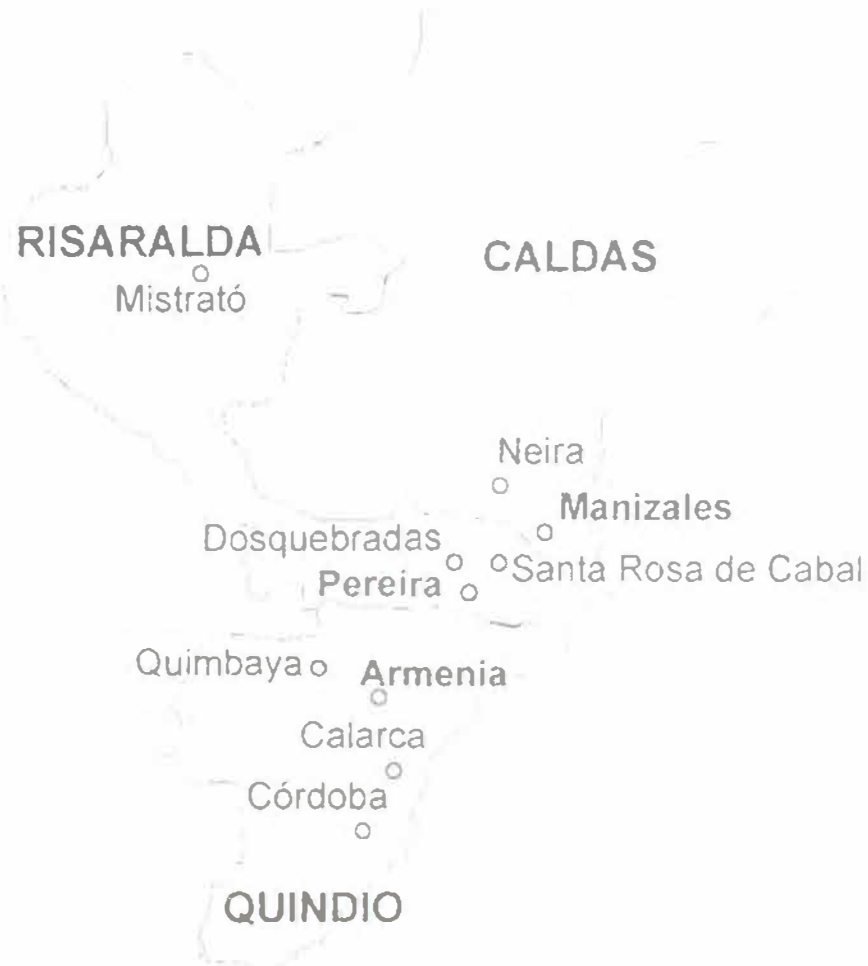 RISARALDA
CALDAS
Mistrató
Neira
Manizales
Dosquebradas
Santa Rosa de Cabal
Pereira
Quimbaya
Armenia
Calarca
Córdoba
QUINDIO